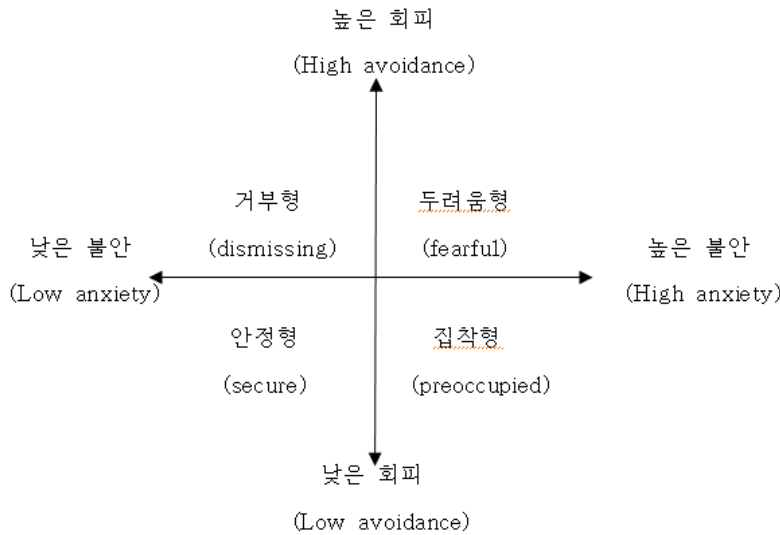 높은 회피
(High avoidance)
거부형
두려움형
(dismissing)
(fearful)
낮은 불안
높은 불안
(Low anxiety)
(High anxiety)
안정형
집착형
(secure)
(preoccupied)
낮은 회피
(Low avoidance)